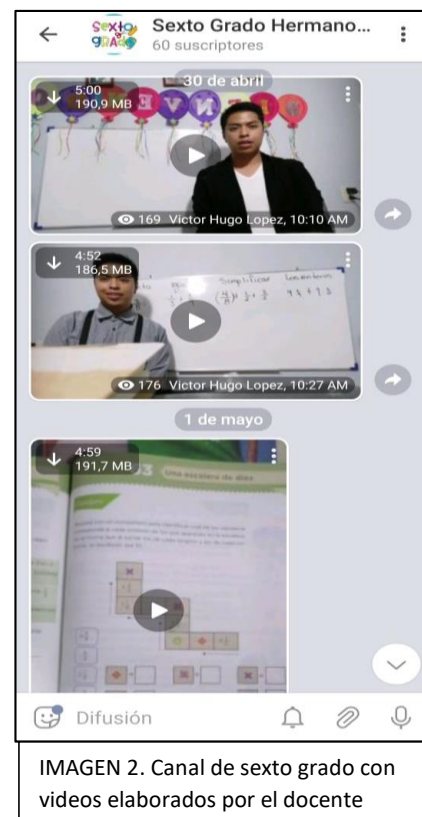 Sexto grado
Sexto Grado Hermano...
60 suscriptores
30 de abril
5:00
190,9 MB
169 Victor Hugo Lopez, 10:10 AM
4:52
186,5 MB
Simplificar
176 Victor Hugo Lopez, 10:27 AM
1 de mayo
4:59
191,7 MB
Una escalera de diez
Difusión
IMAGEN 2. Canal de sexto grado con
videos elaborados por el docente